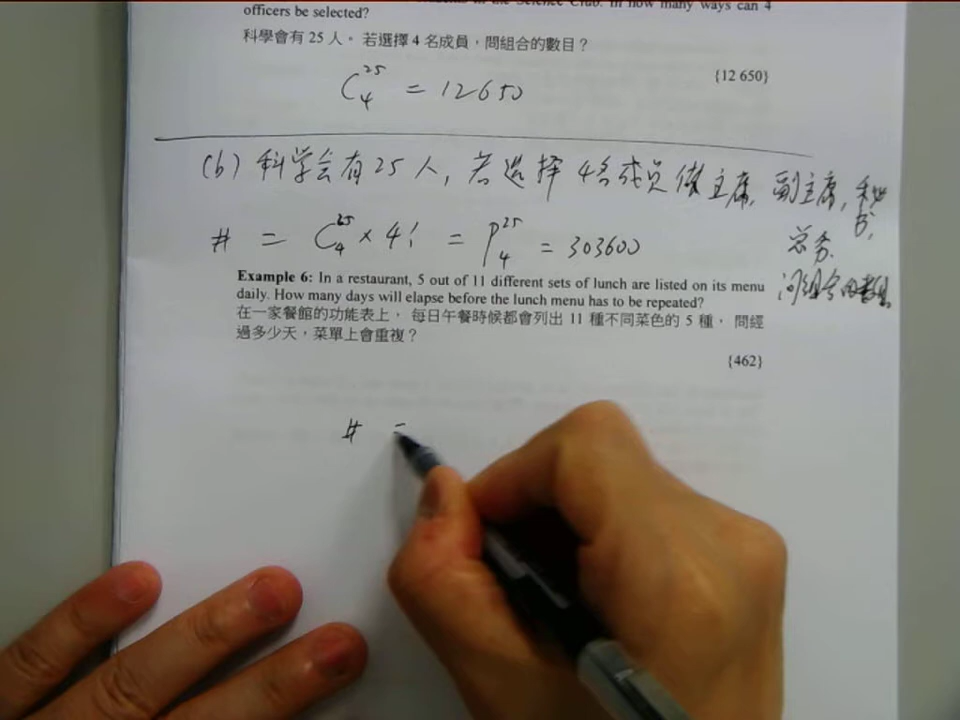 officers be selected?
科學會有 25 人。若選擇 4 名成員，問組合的數目？
{12 650}
C₄²⁵ = 12650
(b) 科学会有25人, 若选择 4名成员做主席, 副主席, 秘书,
总务.
问组合的数目.
# = C₄²⁵ × 4! = P₄²⁵ = 303600
Example 6: In a restaurant, 5 out of 11 different sets of lunch are listed on its menu
daily. How many days will elapse before the lunch menu has to be repeated?
在一家餐館的功能表上， 每日午餐時候都會列出 11 種不同菜色的 5 種， 問經
過多少天，菜單上會重複？
{462}
# =